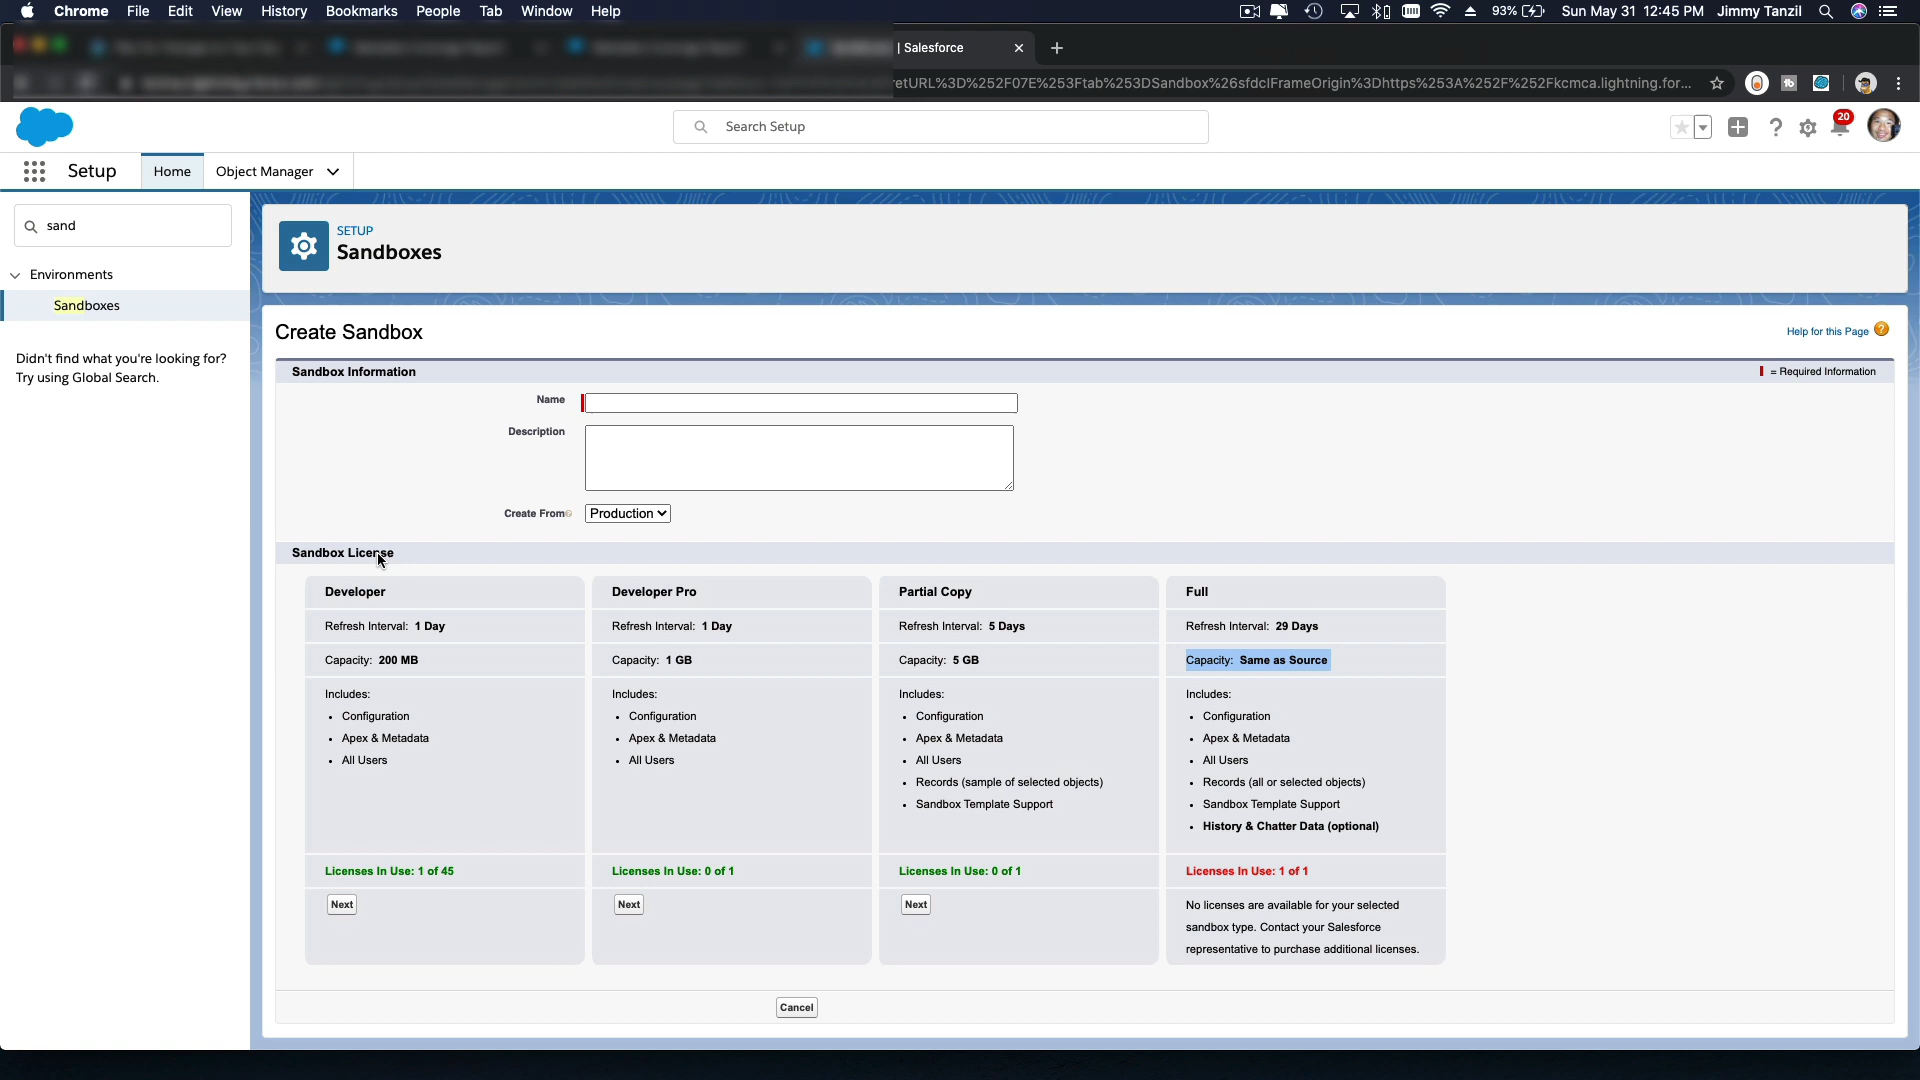 Chrome File Edit View History Bookmarks People Tab Window Help 93% Sun May 31 12:45 PM Jimmy Tanzil
| Salesforce
retURL%3D%252F07E%253Ftab%253DSandbox%26sfdcIFrameOrigin%3Dhttps%253A%252F%252Fkcmca.lightning.for...
Search Setup
20
Setup Home Object Manager
sand
Environments
Sandboxes
Didn't find what you're looking for?
Try using Global Search.
SETUP
Sandboxes
Create Sandbox
Help for this Page
Sandbox Information
= Required Information
Name
Description
Create From Production
Sandbox License
Developer
Refresh Interval: 1 Day
Capacity: 200 MB
Includes:
• Configuration
• Apex & Metadata
• All Users
Licenses In Use: 1 of 45
Next
Developer Pro
Refresh Interval: 1 Day
Capacity: 1 GB
Includes:
• Configuration
• Apex & Metadata
• All Users
Licenses In Use: 0 of 1
Next
Partial Copy
Refresh Interval: 5 Days
Capacity: 5 GB
Includes:
• Configuration
• Apex & Metadata
• All Users
• Records (sample of selected objects)
• Sandbox Template Support
Licenses In Use: 0 of 1
Next
Full
Refresh Interval: 29 Days
Capacity: Same as Source
Includes:
• Configuration
• Apex & Metadata
• All Users
• Records (all or selected objects)
• Sandbox Template Support
• History & Chatter Data (optional)
Licenses In Use: 1 of 1
No licenses are available for your selected
sandbox type. Contact your Salesforce
representative to purchase additional licenses.
Cancel